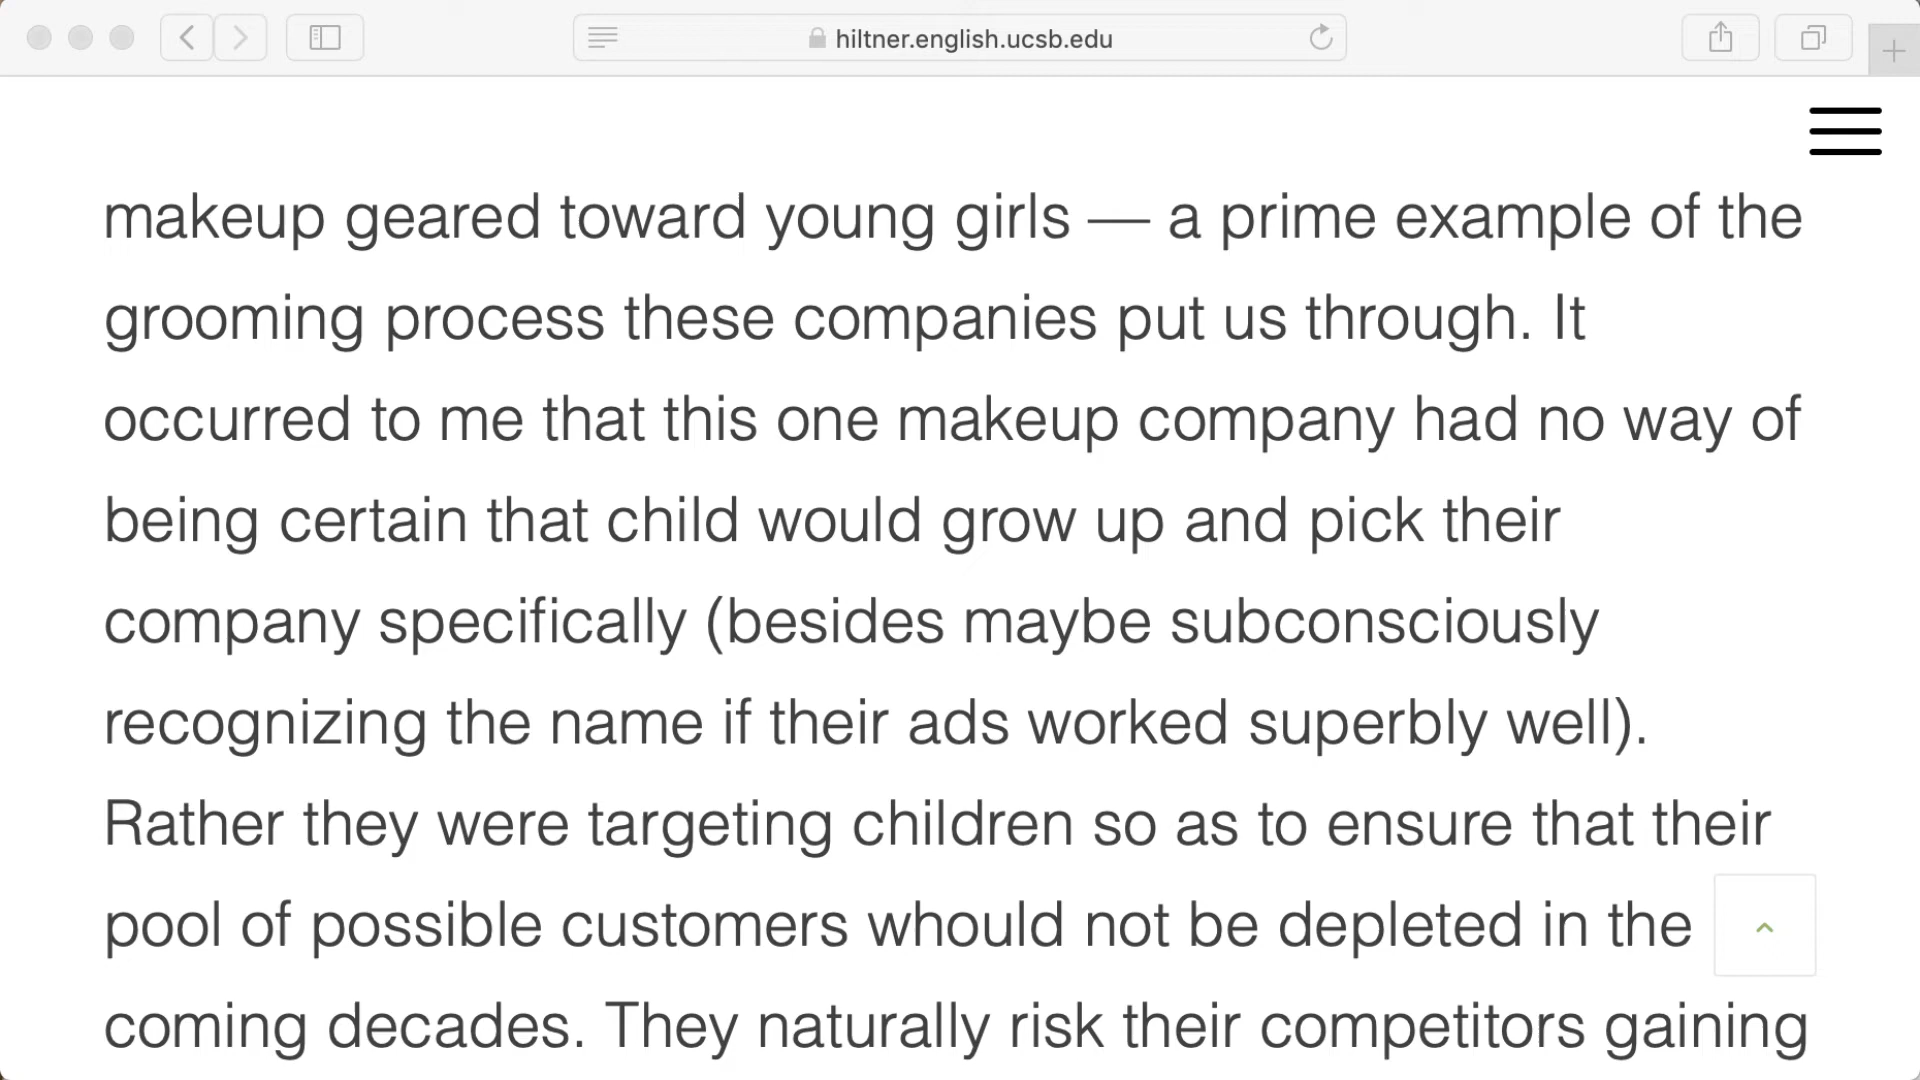 hiltner.english.ucsb.edu
makeup geared toward young girls — a prime example of the
grooming process these companies put us through. It
occurred to me that this one makeup company had no way of
being certain that child would grow up and pick their
company specifically (besides maybe subconsciously
recognizing the name if their ads worked superbly well).
Rather they were targeting children so as to ensure that their
pool of possible customers whould not be depleted in the
coming decades. They naturally risk their competitors gaining